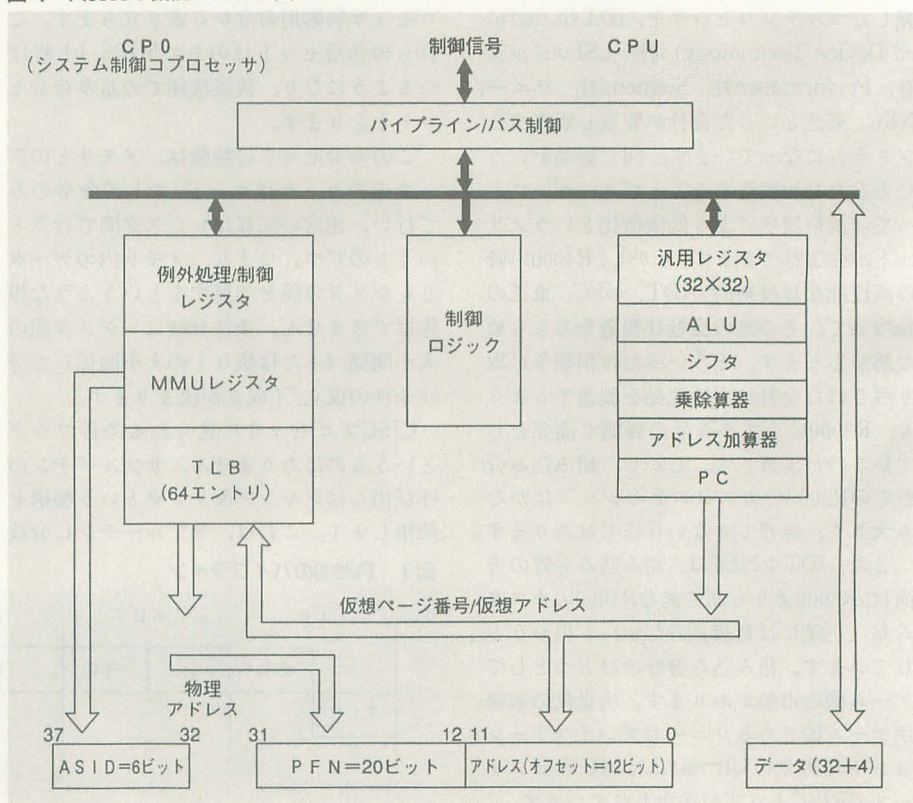 CP0
(システム制御コプロセッサ)
制御信号
CPU
パイプライン/バス制御
例外処理/制御
レジスタ
MMUレジスタ
TLB
(64エントリ)
制御
ロジック
汎用レジスタ
(32×32)
ALU
シフタ
乗除算器
アドレス加算器
PC
仮想ページ番号/仮想アドレス
物理
アドレス
37 32 31 12 11 0
ASID=6ビット
PFN=20ビット
アドレス(オフセット=12ビット)
データ(32+4)